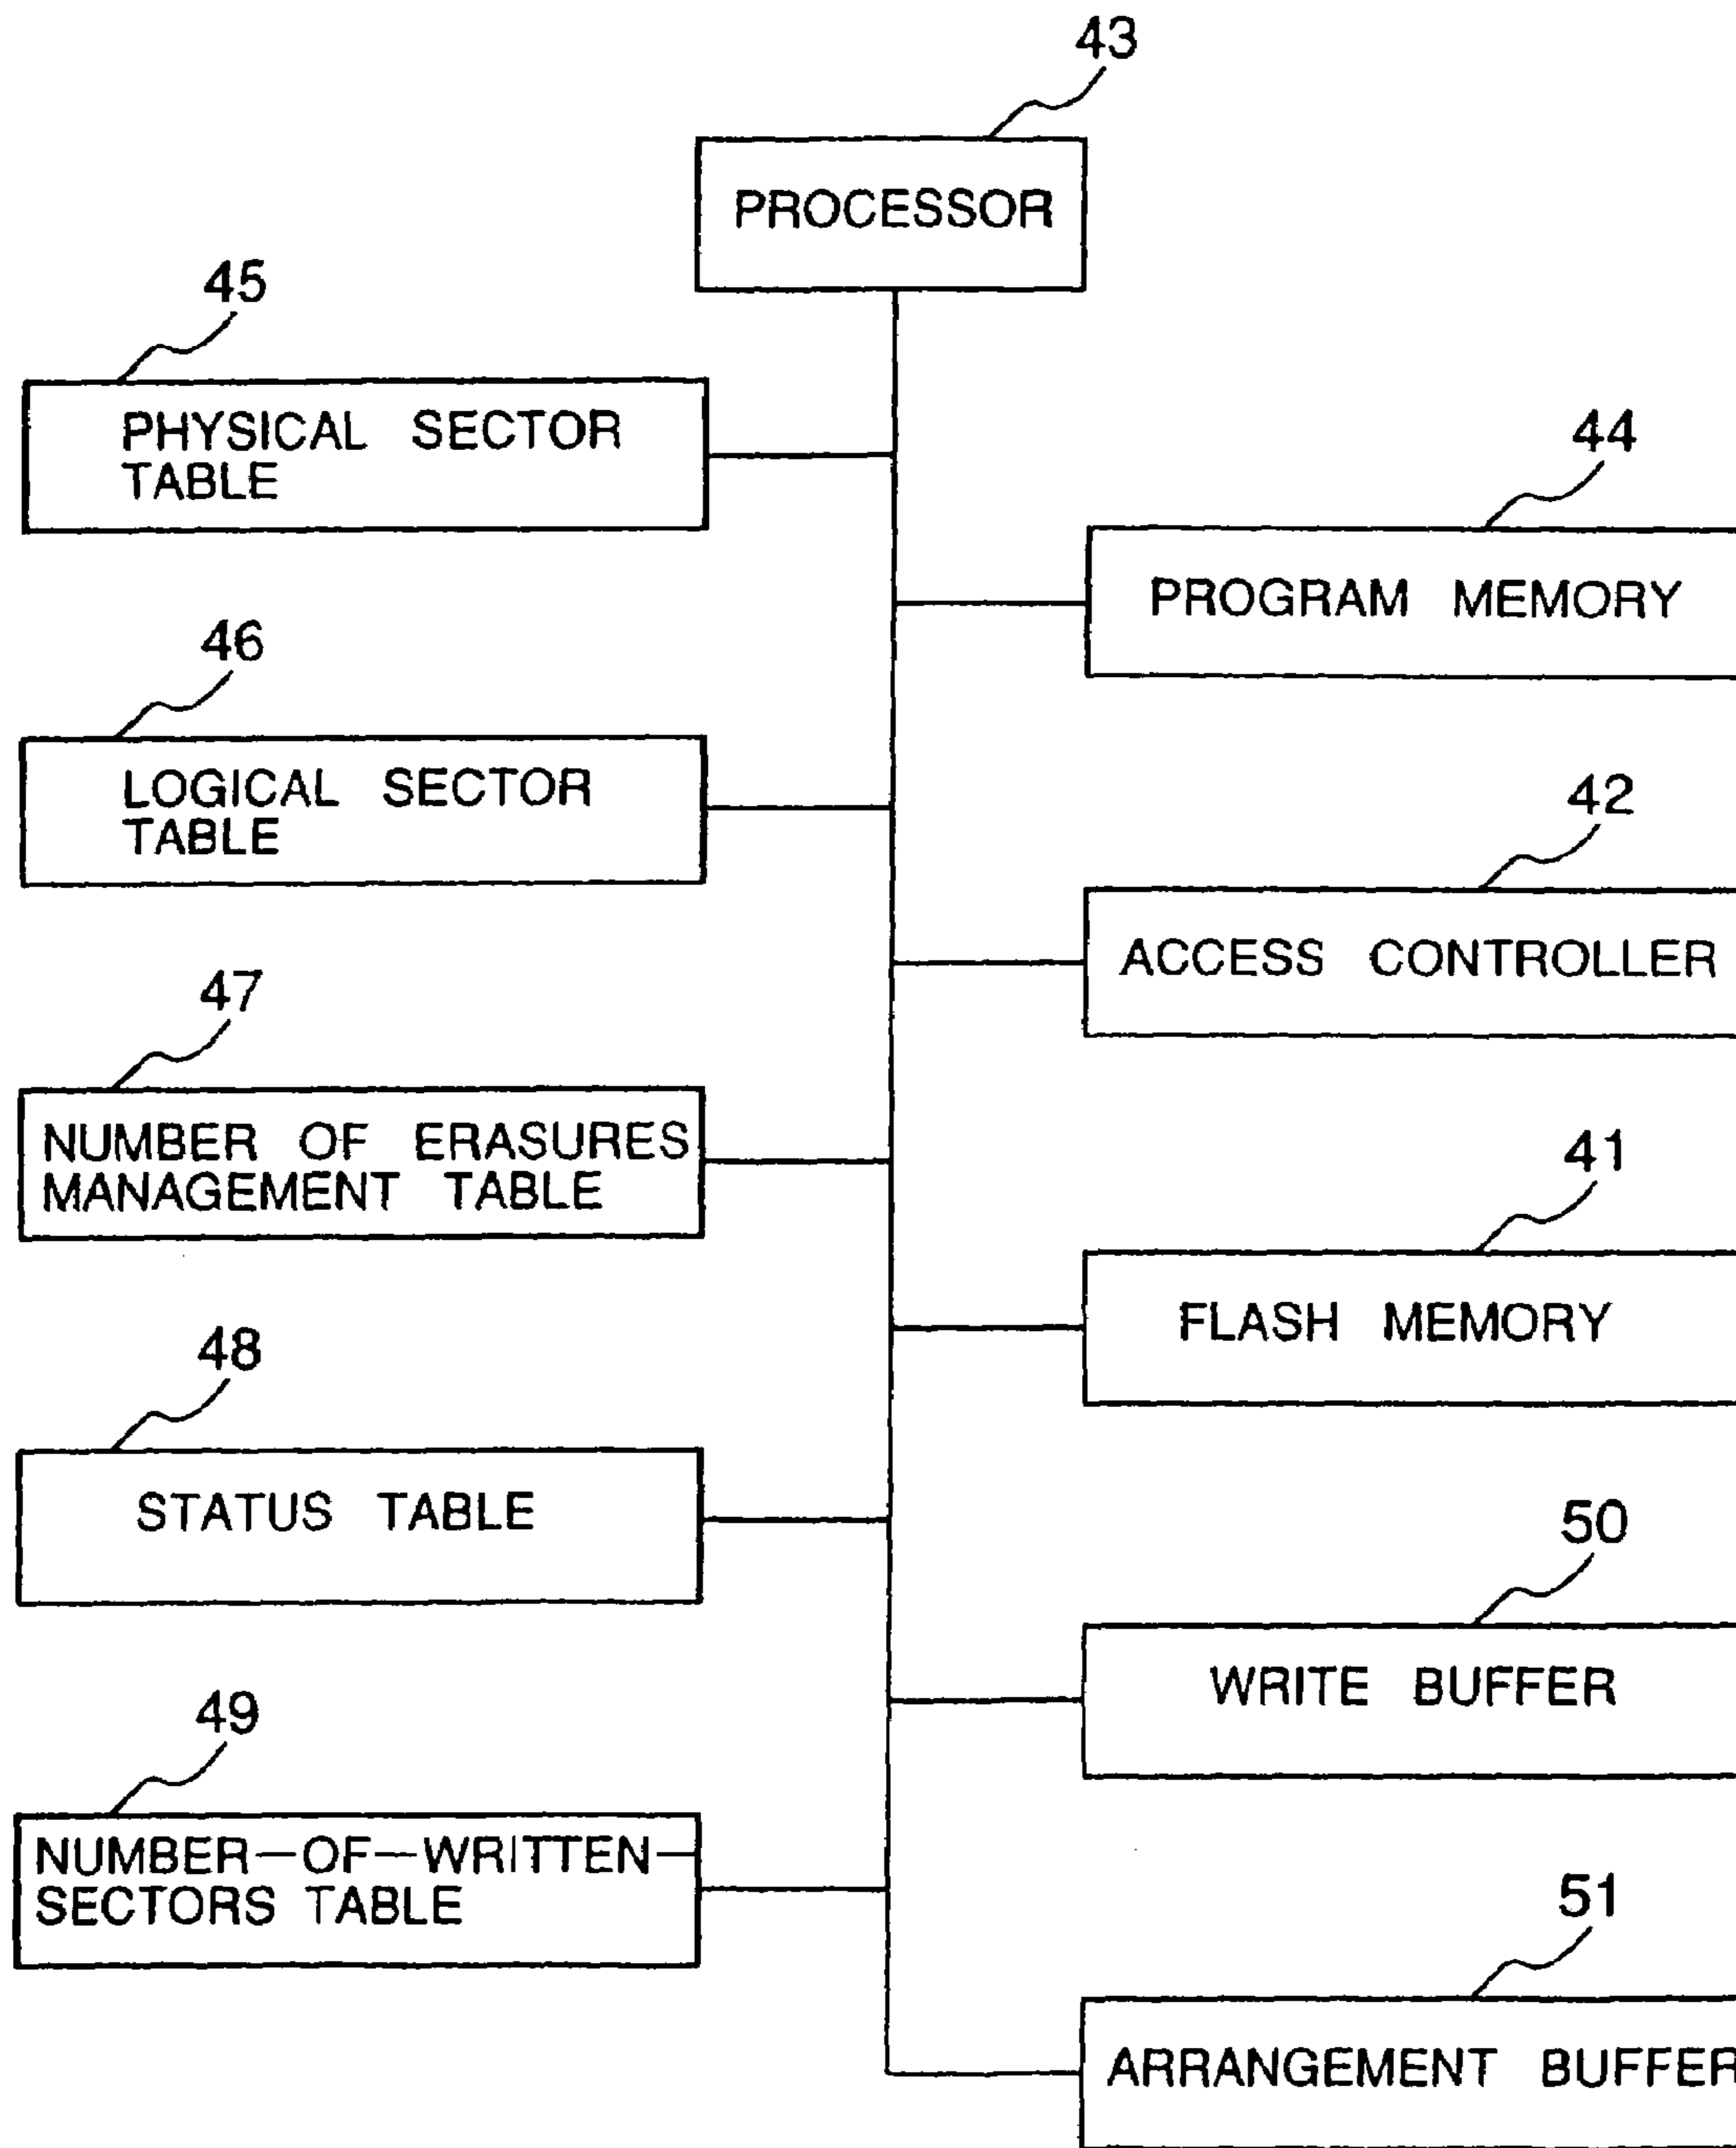 43
PROCESSOR
45
PHYSICAL SECTOR
TABLE
44
PROGRAM MEMORY
46
LOGICAL SECTOR
TABLE
42
ACCESS CONTROLLER
47
NUMBER OF ERASURES
MANAGEMENT TABLE
41
FLASH MEMORY
48
STATUS TABLE
50
WRITE BUFFER
49
NUMBER-OF-WRITTEN-
SECTORS TABLE
51
ARRANGEMENT BUFFER